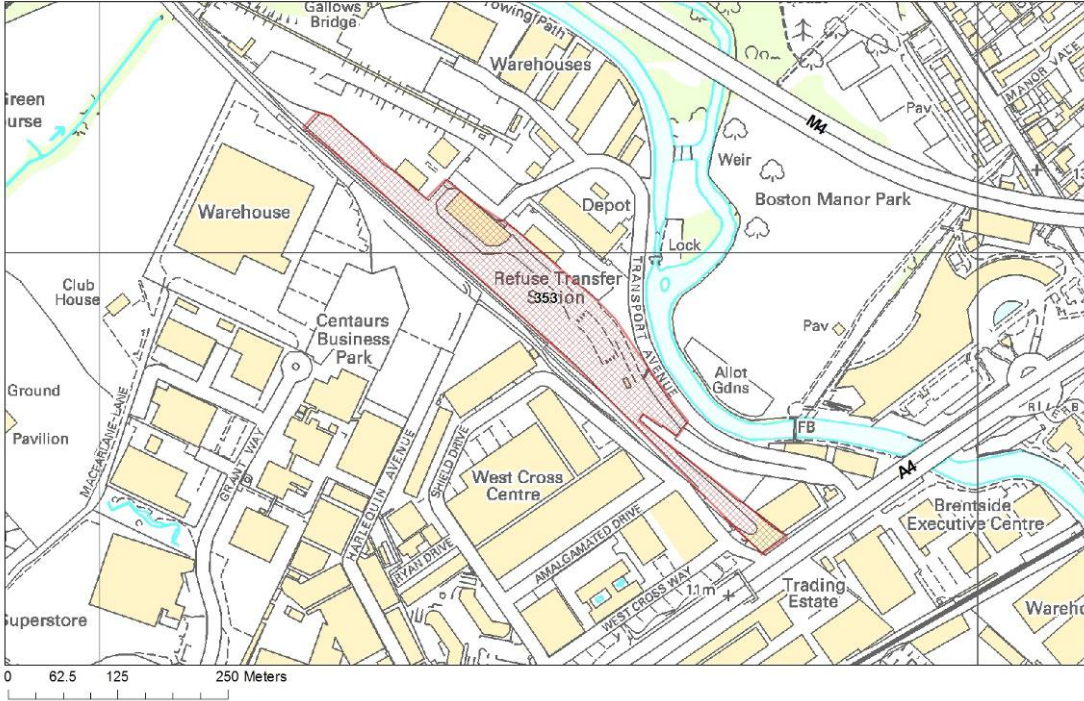 Gallows
Bridge
Towing Path
Warehouses
MANOR VALE
Pav
M4
Green
Weir
Warehouse
Depot
Boston Manor Park
Lock
TRANSPORT AVENUE
Refuse Transfer
Station
353
Club
House
Centaurs
Business
Park
Pav
Allot
Gdns
Ground
Pavilion
MACFARLANE LANE
GRANT WAY
HARLEQUIN AVENUE
SHIELD DRIVE
West Cross
Centre
FB
A4
RYAN DRIVE
AMALGAMATED DRIVE
Brentside
Executive Centre
WEST CROSS WAY
11m
Trading
Estate
Superstore
0 62.5 125 250 Meters